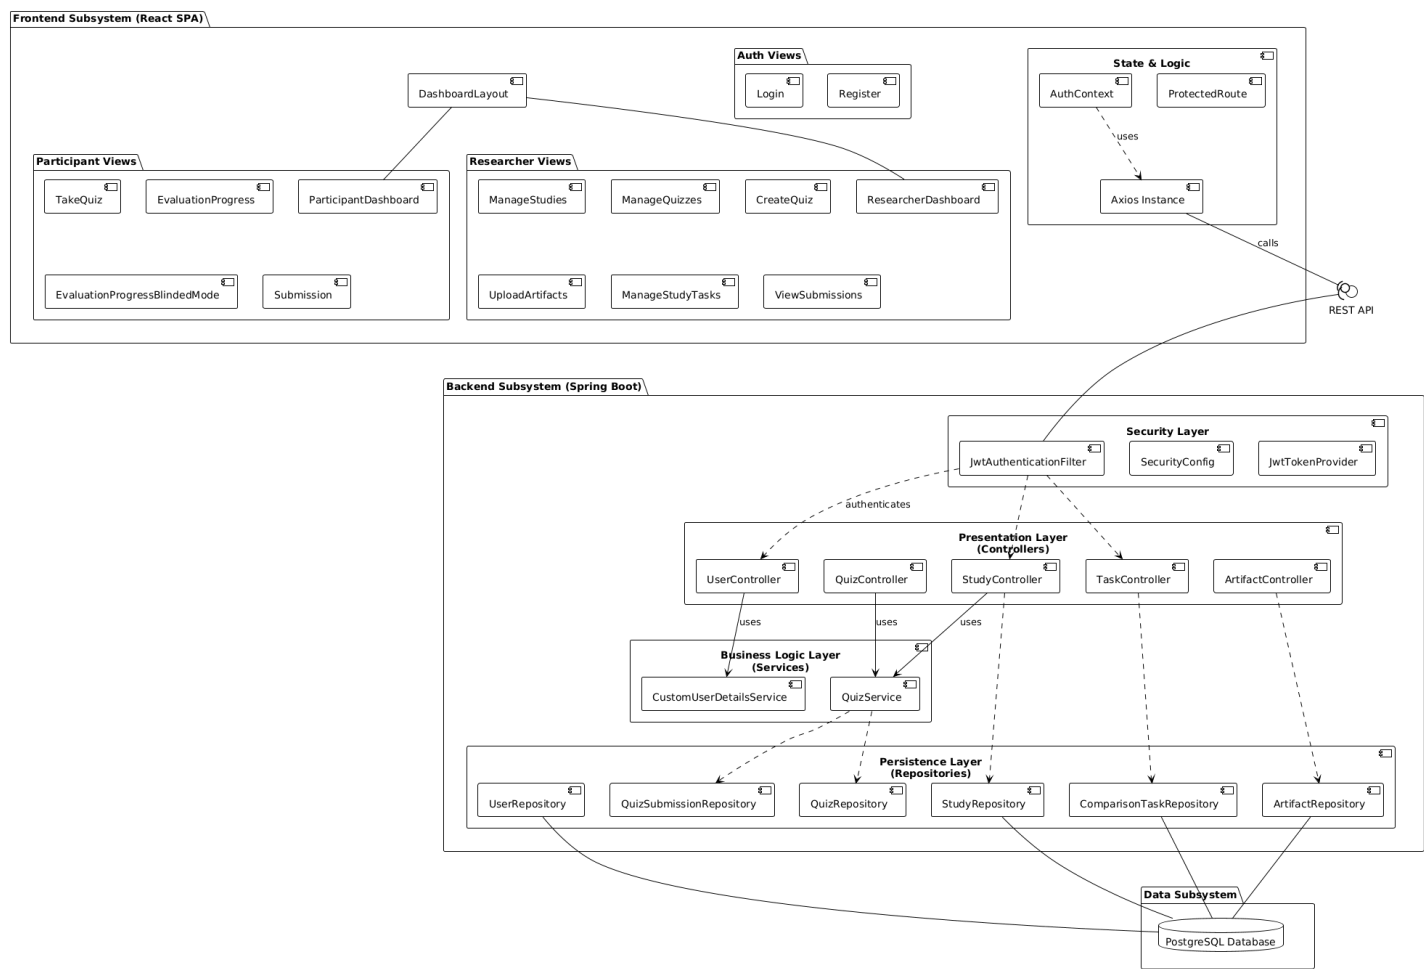 Frontend Subsystem (React SPA)
Auth Views
State & Logic
DashboardLayout
Login
Register
AuthContext
ProtectedRoute
uses
Participant Views
Researcher Views
TakeQuiz
EvaluationProgress
ParticipantDashboard
ManageStudies
ManageQuizzes
CreateQuiz
ResearcherDashboard
Axios Instance
calls
EvaluationProgressBlindedMode
Submission
UploadArtifacts
ManageStudyTasks
ViewSubmissions
REST API
Backend Subsystem (Spring Boot)
Security Layer
JwtAuthenticationFilter
SecurityConfig
JwtTokenProvider
authenticates
Presentation Layer
(Controllers)
UserController
QuizController
StudyController
TaskController
ArtifactController
uses
uses
uses
Business Logic Layer
(Services)
CustomUserDetailsService
QuizService
Persistence Layer
(Repositories)
UserRepository
QuizSubmissionRepository
QuizRepository
StudyRepository
ComparisonTaskRepository
ArtifactRepository
Data Subsystem
PostgreSQL Database